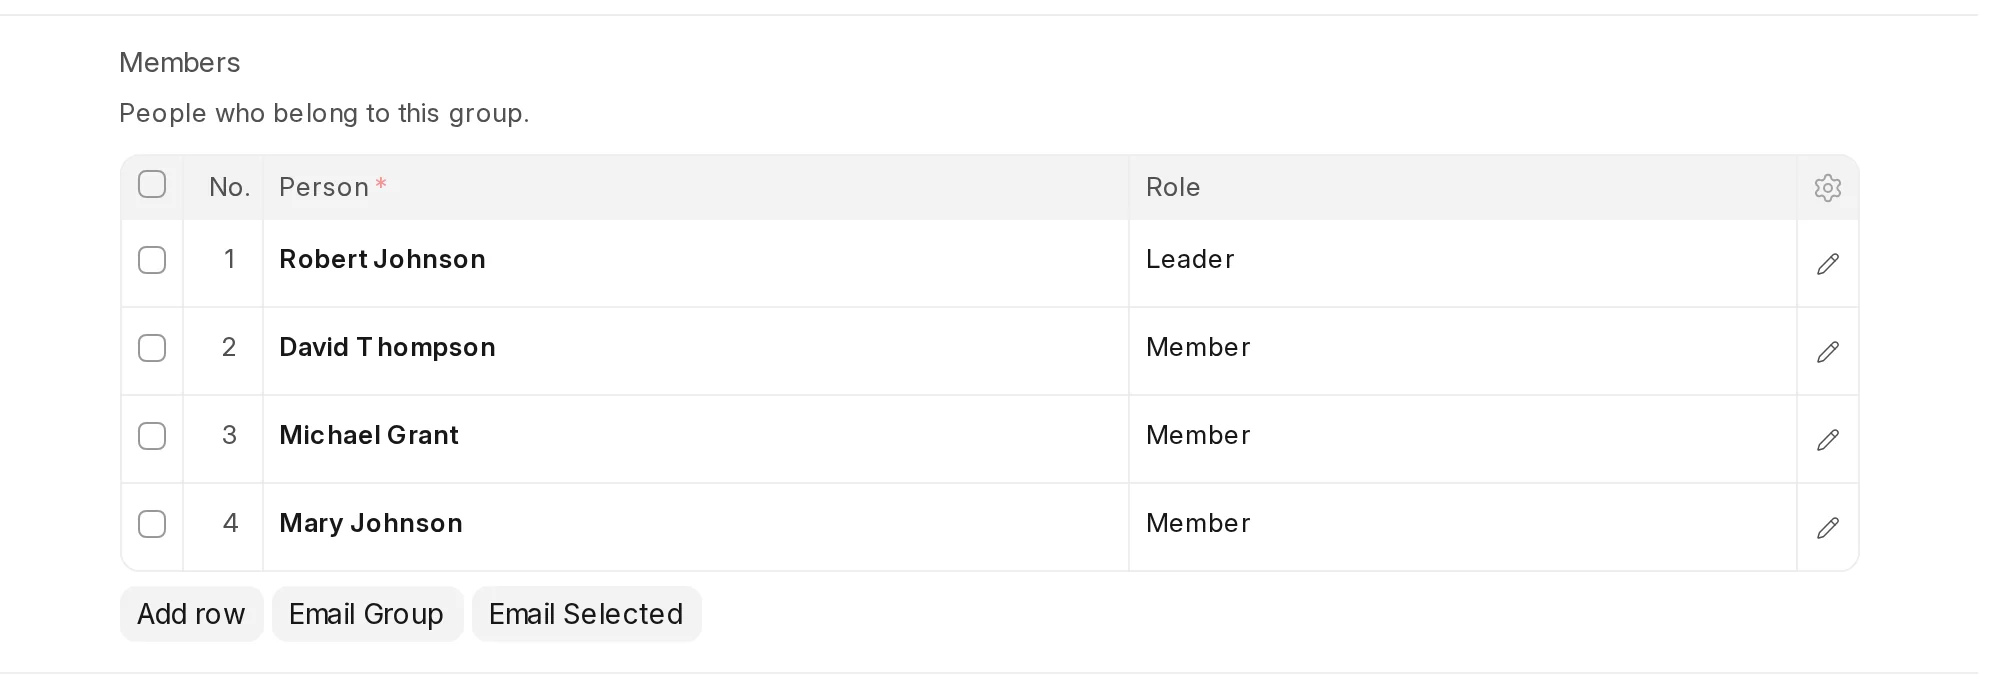 Members
People who belong to this group.
No. Person * Role
1 Robert Johnson Leader
2 David Thompson Member
3 Michael Grant Member
4 Mary Johnson Member
Add row Email Group Email Selected